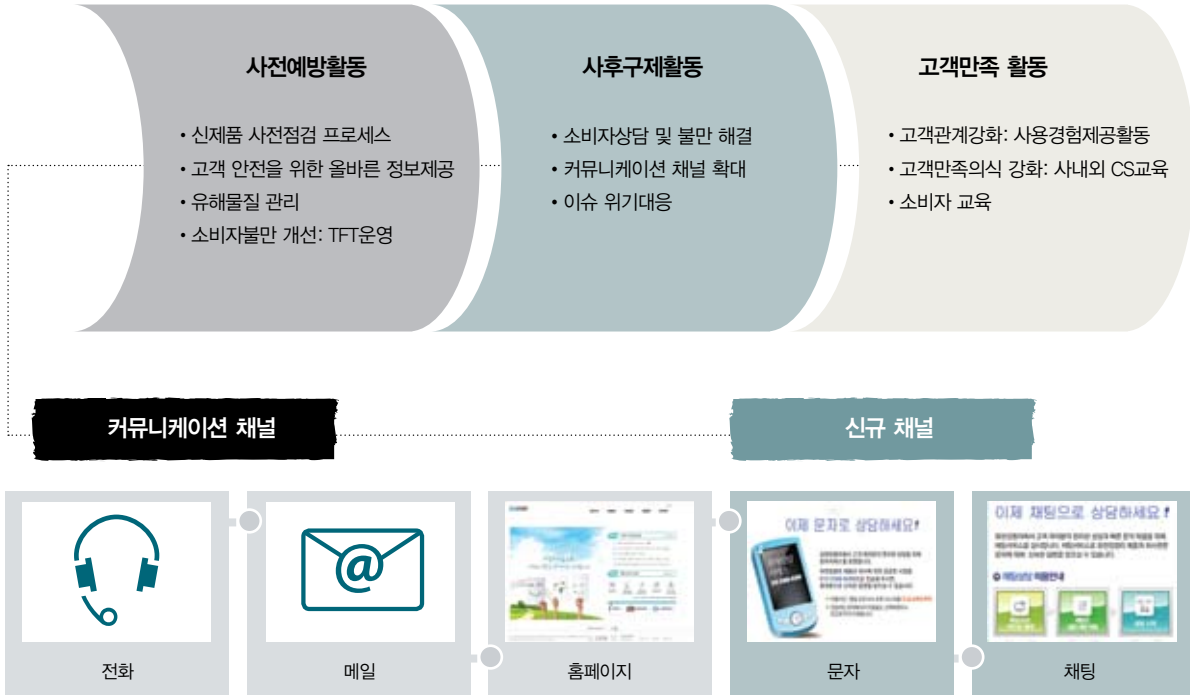 사전예방활동
• 신제품 사전점검 프로세스
• 고객 안전을 위한 올바른 정보제공
• 유해물질 관리
• 소비자불만 개선: TFT운영
사후구제활동
• 소비자상담 및 불만 해결
• 커뮤니케이션 채널 확대
• 이슈 위기대응
고객만족 활동
• 고객관계강화: 사용경험제공활동
• 고객만족의식 강화: 사내외 CS교육
• 소비자 교육
커뮤니케이션 채널
신규 채널
@
전화
메일
홈페이지
이제 문자로 상담하세요!
문자
이제 채팅으로 상담하세요!
채팅상담 이용안내
채팅